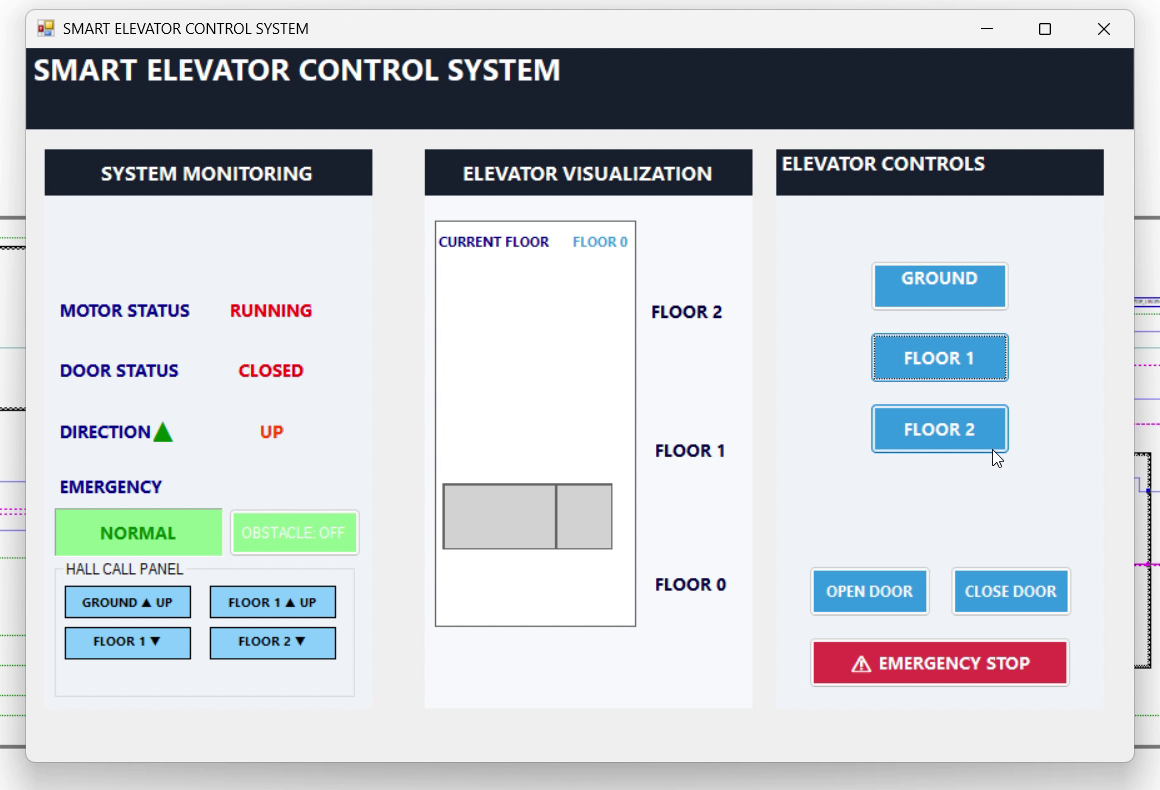 SMART ELEVATOR CONTROL SYSTEM
SMART ELEVATOR CONTROL SYSTEM
SYSTEM MONITORING
MOTOR STATUS RUNNING
DOOR STATUS CLOSED
DIRECTION▲ UP
EMERGENCY
NORMAL OBSTACLE: OFF
HALL CALL PANEL
GROUND ▲ UP FLOOR 1 ▲ UP
FLOOR 1 ▼ FLOOR 2 ▼
ELEVATOR VISUALIZATION
CURRENT FLOOR FLOOR 0
FLOOR 2
FLOOR 1
FLOOR 0
ELEVATOR CONTROLS
GROUND
FLOOR 1
FLOOR 2
OPEN DOOR CLOSE DOOR
⚠ EMERGENCY STOP